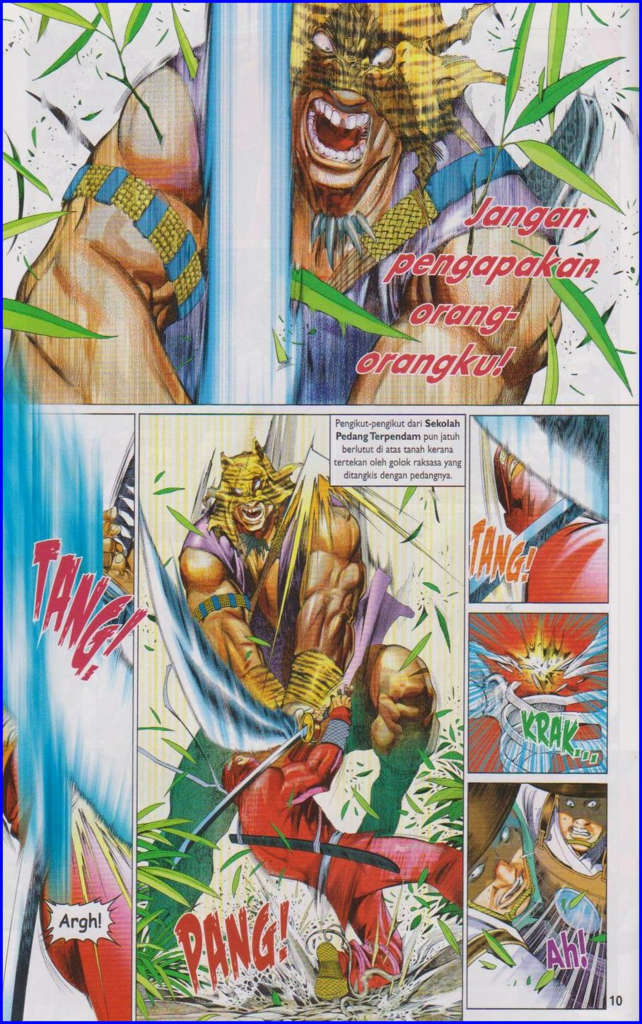 Jangan
pengapakan
orang-
orangku!
Pengikut-pengikut dari Sekolah
Pedang Terpendam pun jatuh
berlutut di atas tanah kerana
tertekan oleh golok raksasa yang
ditangkis dengan pedangnya.
TANG!
Argh!
PANG!
TANG!
KRAK...
Ah!
10